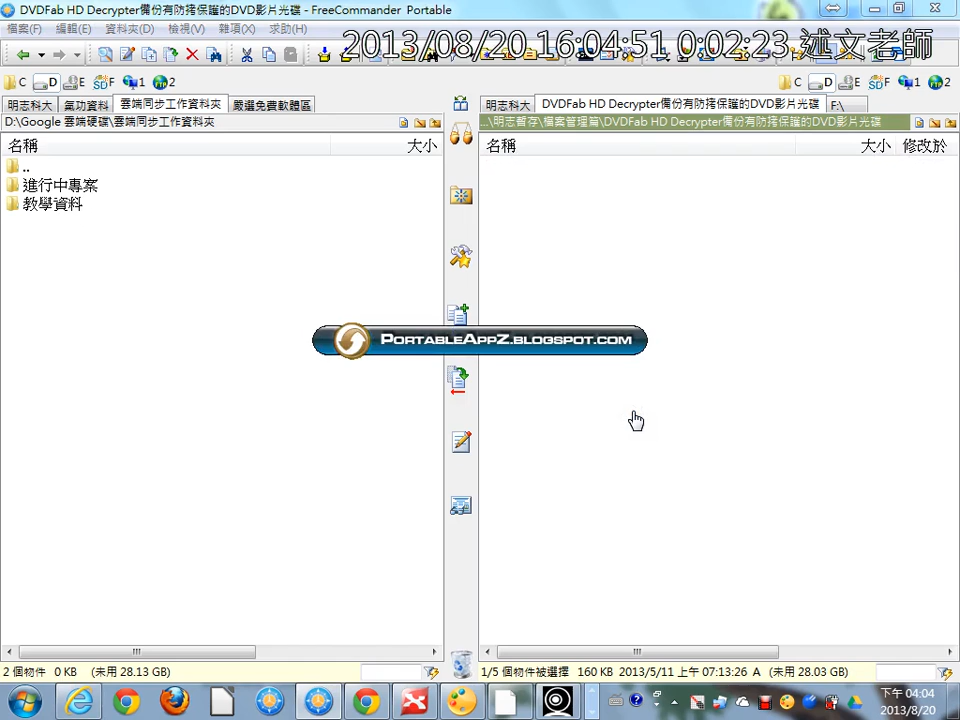 DVDFab HD Decrypter備份有防拷保護的DVD影片光碟 - FreeCommander Portable
檔案(F) 編輯(E) 資料夾(D) 檢視(V) 雜項(X) 求助(H)
2013/08/20 16:04:51 0:02:23 述文老師
C D E F 1 2
C D E F 1 2
明志科大 氣功資料 雲端同步工作資料夾 嚴選免費軟體區
明志科大 DVDFab HD Decrypter備份有防拷保護的DVD影片光碟 F:\
D:\Google 雲端硬碟\雲端同步工作資料夾
...\明志暫存\檔案管理篇\DVDFab HD Decrypter備份有防拷保護的DVD影片光碟
名稱 大小
名稱 大小 修改於
..
進行中專案
教學資料
PortableAppZ.blogspot.com
2 個物件 0 KB (未用 28.13 GB)
1/5 個物件被選擇 160 KB 2013/5/11 上午 07:13:26 A (未用 28.03 GB)
下午 04:04
2013/8/20